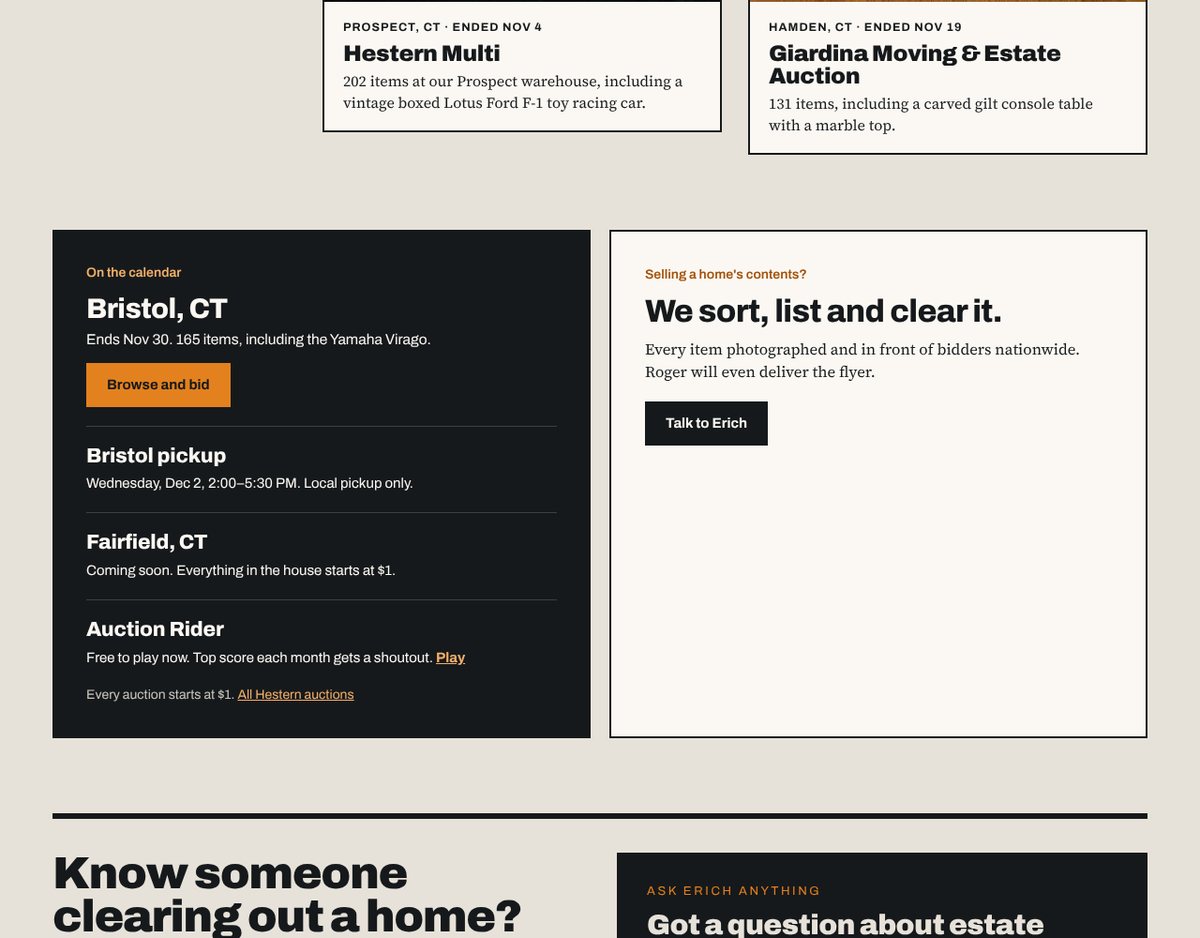 PROSPECT, CT · ENDED NOV 4
Hestern Multi
202 items at our Prospect warehouse, including a
vintage boxed Lotus Ford F-1 toy racing car.
HAMDEN, CT · ENDED NOV 19
Giardina Moving & Estate
Auction
131 items, including a carved gilt console table
with a marble top.
On the calendar
Bristol, CT
Ends Nov 30. 165 items, including the Yamaha Virago.
Browse and bid
Bristol pickup
Wednesday, Dec 2, 2:00–5:30 PM. Local pickup only.
Fairfield, CT
Coming soon. Everything in the house starts at $1.
Auction Rider
Free to play now. Top score each month gets a shoutout. Play
Every auction starts at $1. All Hestern auctions
Selling a home's contents?
We sort, list and clear it.
Every item photographed and in front of bidders nationwide.
Roger will even deliver the flyer.
Talk to Erich
Know someone
clearing out a home?
ASK ERICH ANYTHING
Got a question about estate